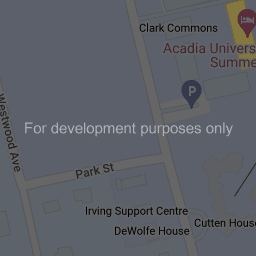 Clark Commons
Acadia Univers
Summe
P
For development purposes only
Westwood Ave
Park St
Irving Support Centre
DeWolfe House
Cutten House